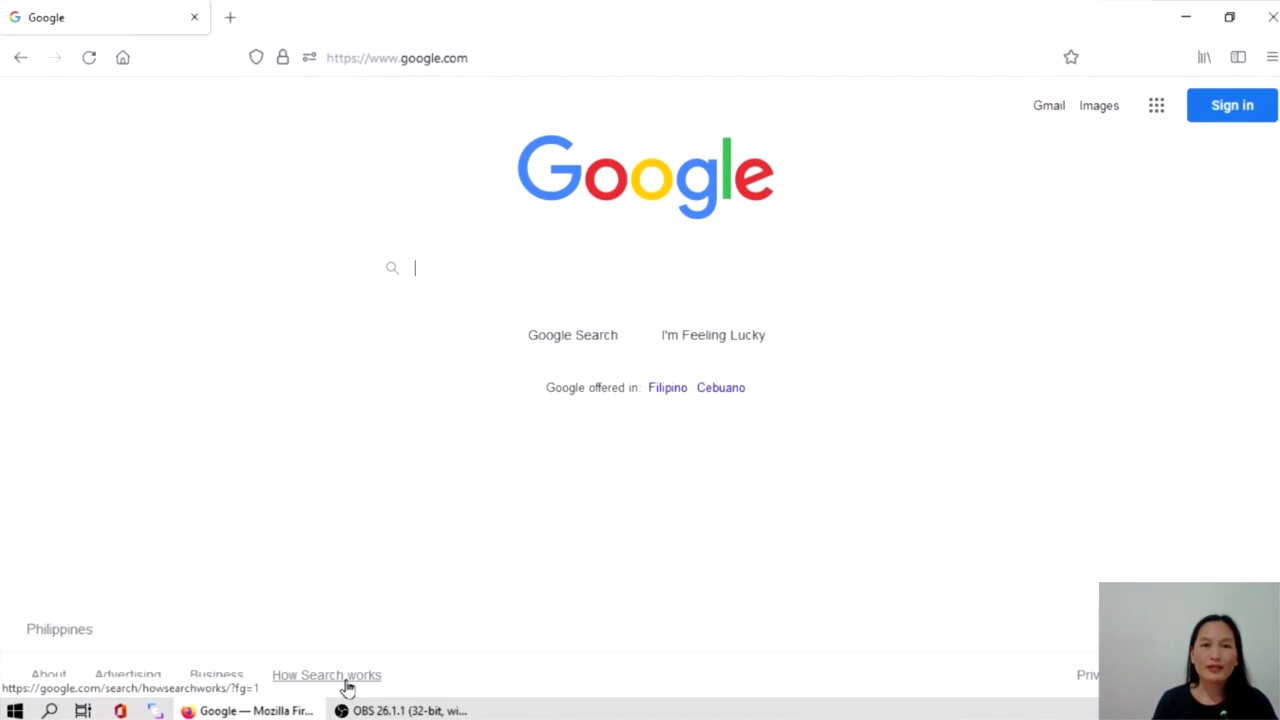 Google
https://www.google.com
Gmail Images Sign in
Google
Google Search I'm Feeling Lucky
Google offered in: Filipino Cebuano
Philippines
About Advertising Business How Search works Priv
https://google.com/search/howsearchworks/?fg=1
Google — Mozilla Fir... OBS 26.1.1 (32-bit, wi...